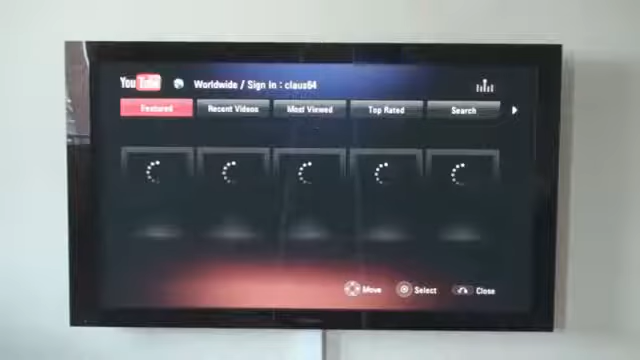 YouTube Worldwide / Sign In : claus64
Featured Recent Videos Most Viewed Top Rated Search
Move Select Close